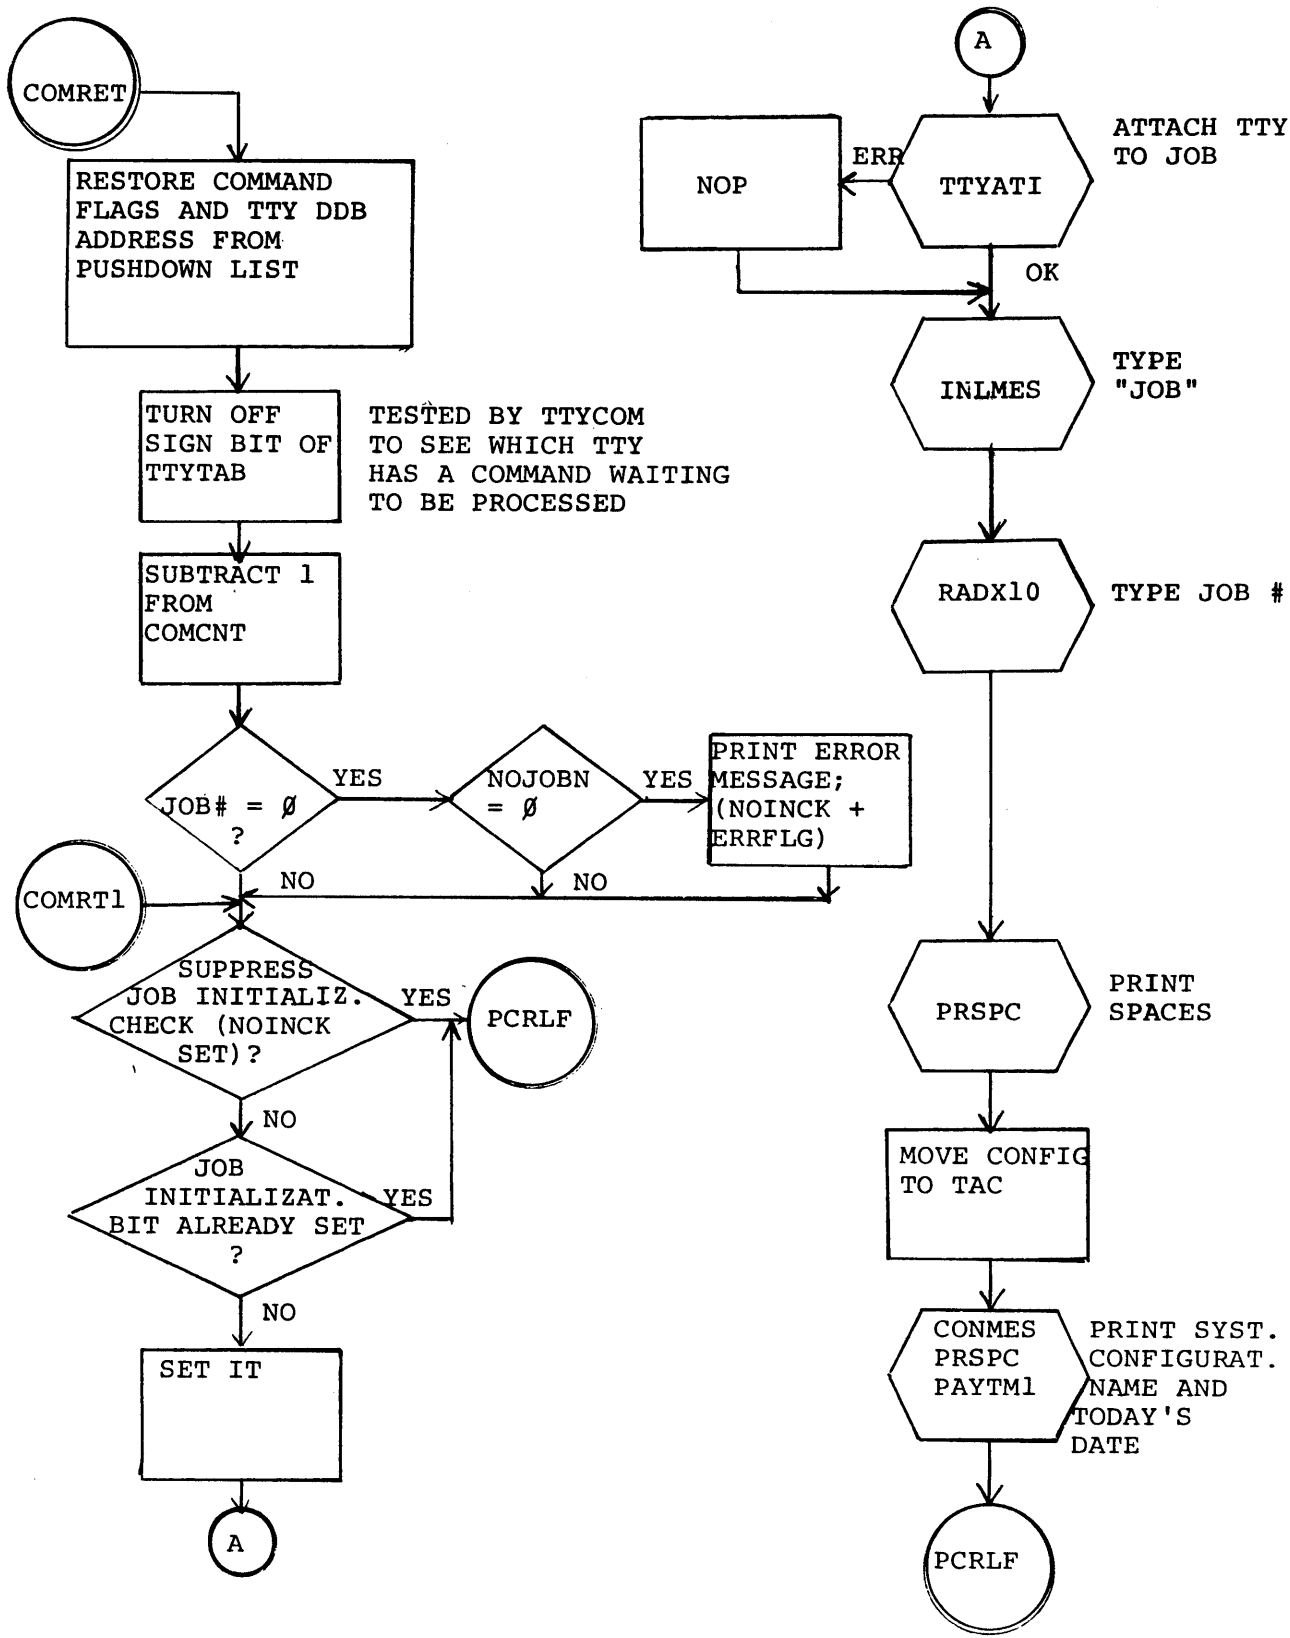 COMRET
RESTORE COMMAND
FLAGS AND TTY DDB
ADDRESS FROM
PUSHDOWN LIST
TURN OFF
SIGN BIT OF
TTYTAB
TESTED BY TTYCOM
TO SEE WHICH TTY
HAS A COMMAND WAITING
TO BE PROCESSED
SUBTRACT 1
FROM
COMCNT
JOB# = Ø
?
YES
NOJOBN
= Ø
YES
PRINT ERROR
MESSAGE;
(NOINCK +
ERRFLG)
NO
NO
COMRT1
SUPPRESS
JOB INITIALIZ.
CHECK (NOINCK
SET)?
YES
PCRLF
NO
JOB
INITIALIZAT.
BIT ALREADY SET
?
YES
NO
SET IT
A
A
TTYATI
ATTACH TTY
TO JOB
ERR
NOP
OK
INLMES
TYPE
"JOB"
RADX10
TYPE JOB #
PRSPC
PRINT
SPACES
MOVE CONFIG
TO TAC
CONMES
PRSPC
PAYTM1
PRINT SYST.
CONFIGURAT.
NAME AND
TODAY'S
DATE
PCRLF